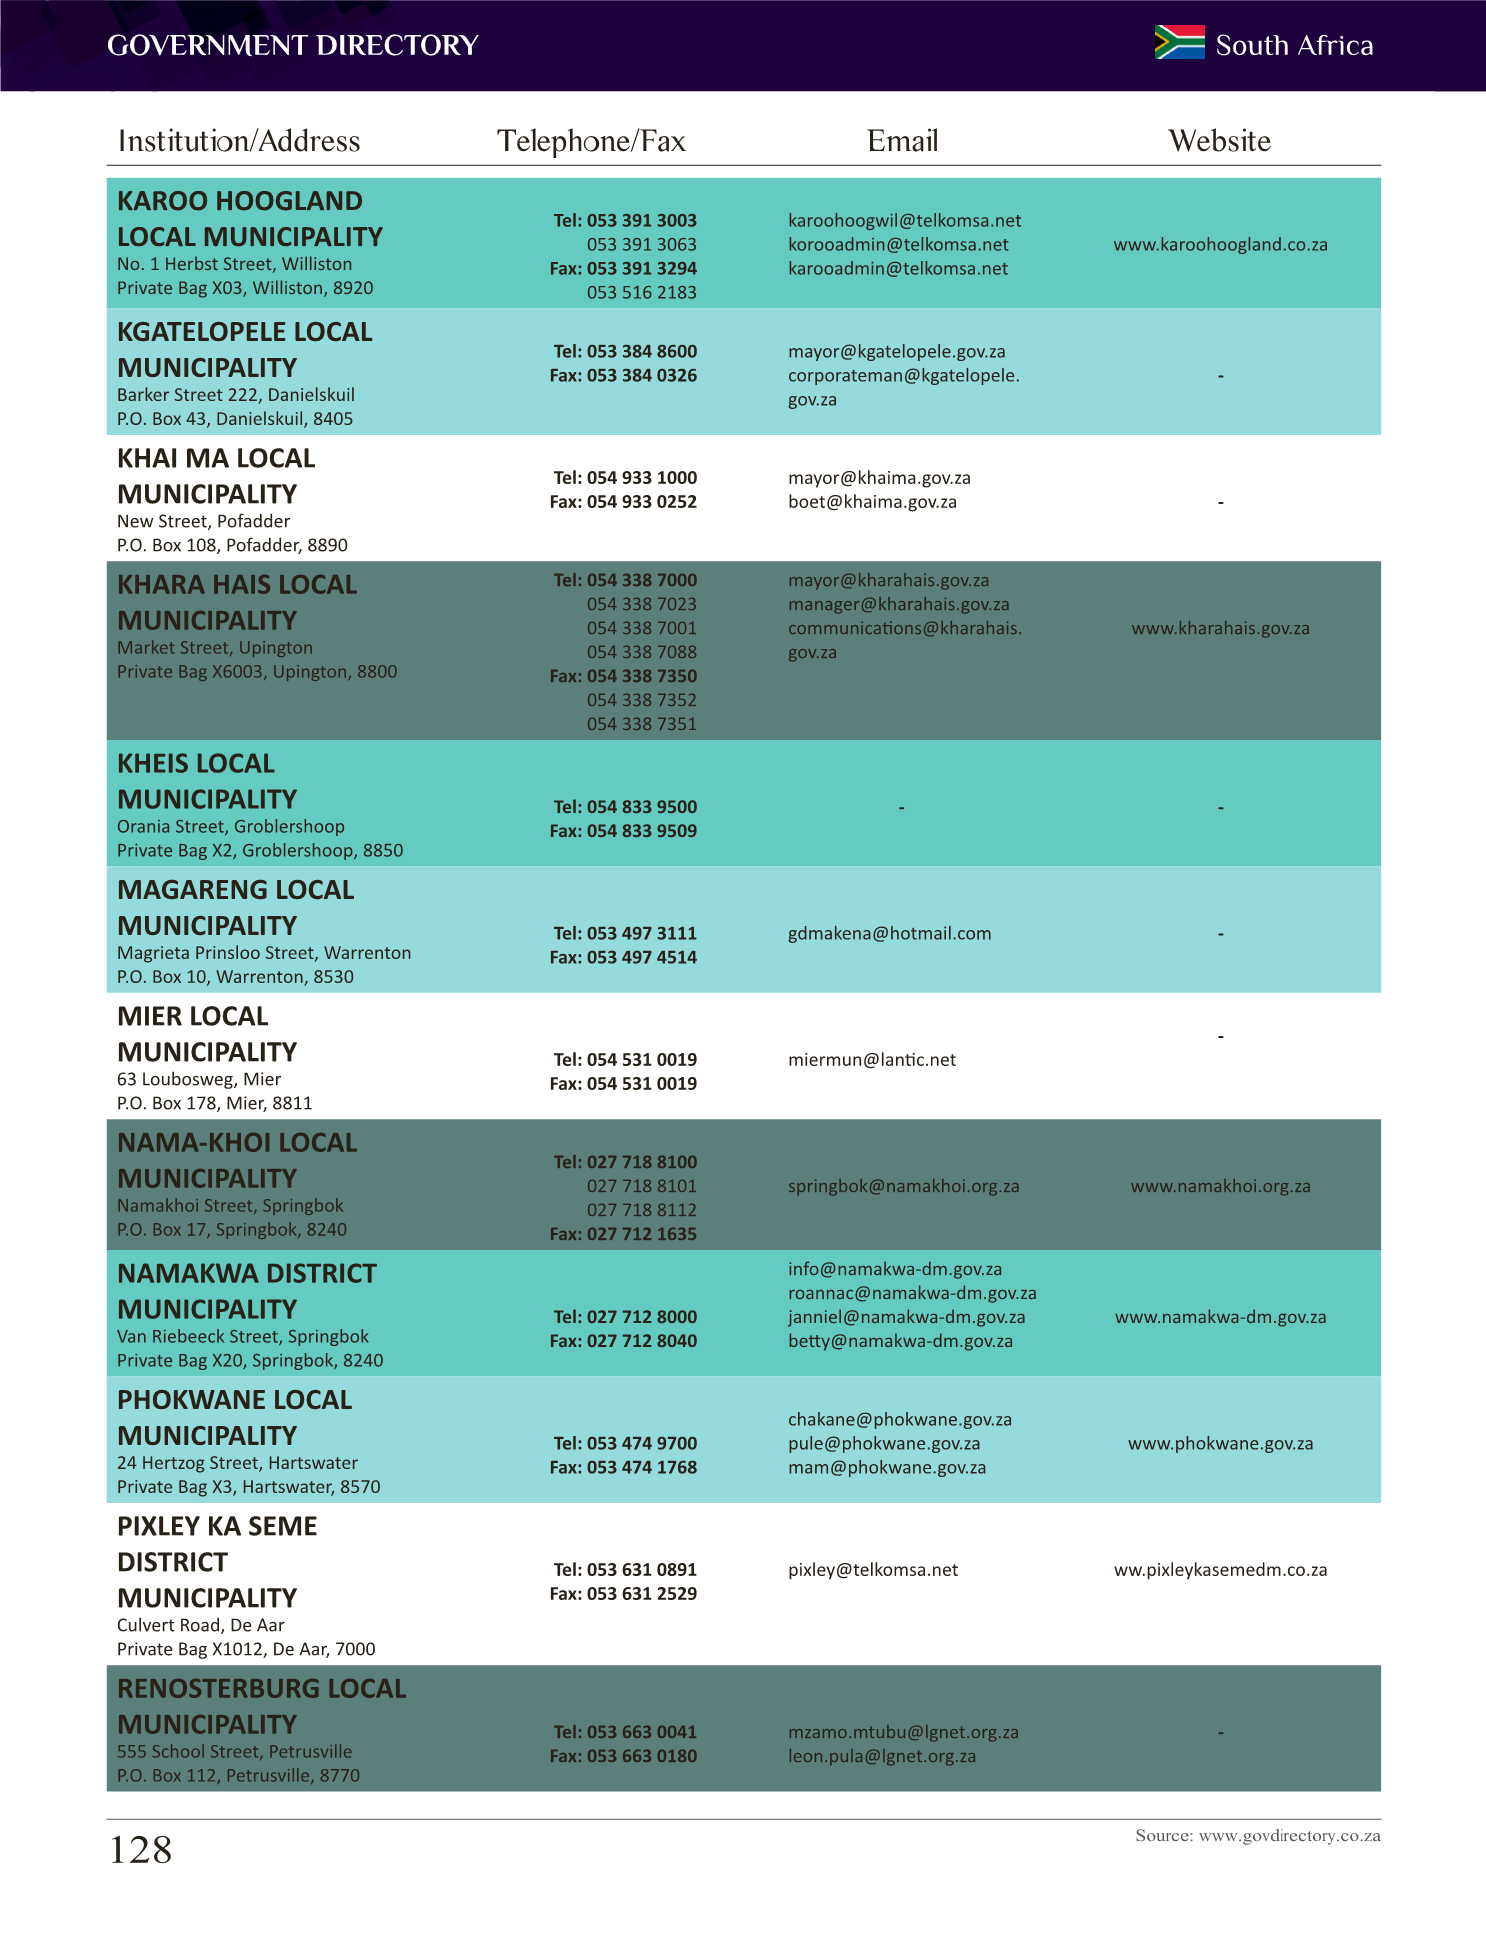 GOVERNMENT DIRECTORY
South Africa
Institution/Address
Telephone/Fax
Email
Website
KAROO HOOGLAND
LOCAL MUNICIPALITY
No. 1 Herbst Street, Williston
Private Bag X03, Williston, 8920
Tel: 053 391 3003
053 391 3063
Fax: 053 391 3294
053 516 2183
karoohoogwil@telkomsa.net
korooadmin@telkomsa.net
karooadmin@telkomsa.net
www.karoohoogland.co.za
KGATELOPELE LOCAL
MUNICIPALITY
Barker Street 222, Danielskuil
P.O. Box 43, Danielskuil, 8405
Tel: 053 384 8600
Fax: 053 384 0326
mayor@kgatelopele.gov.za
corporateman@kgatelopele.
gov.za
-
KHAI MA LOCAL
MUNICIPALITY
New Street, Pofadder
P.O. Box 108, Pofadder, 8890
Tel: 054 933 1000
Fax: 054 933 0252
mayor@khaima.gov.za
boet@khaima.gov.za
-
KHARA HAIS LOCAL
MUNICIPALITY
Market Street, Upington
Private Bag X6003, Upington, 8800
Tel: 054 338 7000
054 338 7023
054 338 7001
054 338 7088
Fax: 054 338 7350
054 338 7352
054 338 7351
mayor@kharahais.gov.za
manager@kharahais.gov.za
communications@kharahais.
gov.za
www.kharahais.gov.za
KHEIS LOCAL
MUNICIPALITY
Orania Street, Groblershoop
Private Bag X2, Groblershoop, 8850
Tel: 054 833 9500
Fax: 054 833 9509
-
-
MAGARENG LOCAL
MUNICIPALITY
Magrieta Prinsloo Street, Warrenton
P.O. Box 10, Warrenton, 8530
Tel: 053 497 3111
Fax: 053 497 4514
gdmakena@hotmail.com
-
MIER LOCAL
MUNICIPALITY
63 Loubosweg, Mier
P.O. Box 178, Mier, 8811
Tel: 054 531 0019
Fax: 054 531 0019
miermun@lantic.net
-
NAMA-KHOI LOCAL
MUNICIPALITY
Namakhoi Street, Springbok
P.O. Box 17, Springbok, 8240
Tel: 027 718 8100
027 718 8101
027 718 8112
Fax: 027 712 1635
springbok@namakhoi.org.za
www.namakhoi.org.za
NAMAKWA DISTRICT
MUNICIPALITY
Van Riebeeck Street, Springbok
Private Bag X20, Springbok, 8240
Tel: 027 712 8000
Fax: 027 712 8040
info@namakwa-dm.gov.za
roannac@namakwa-dm.gov.za
janniel@namakwa-dm.gov.za
betty@namakwa-dm.gov.za
www.namakwa-dm.gov.za
PHOKWANE LOCAL
MUNICIPALITY
24 Hertzog Street, Hartswater
Private Bag X3, Hartswater, 8570
Tel: 053 474 9700
Fax: 053 474 1768
chakane@phokwane.gov.za
pule@phokwane.gov.za
mam@phokwane.gov.za
www.phokwane.gov.za
PIXLEY KA SEME
DISTRICT
MUNICIPALITY
Culvert Road, De Aar
Private Bag X1012, De Aar, 7000
Tel: 053 631 0891
Fax: 053 631 2529
pixley@telkomsa.net
ww.pixleykasemedm.co.za
RENOSTERBURG LOCAL
MUNICIPALITY
555 School Street, Petrusville
P.O. Box 112, Petrusville, 8770
Tel: 053 663 0041
Fax: 053 663 0180
mzamo.mtubu@lgnet.org.za
leon.pula@lgnet.org.za
-
128
Source: www.govdirectory.co.za